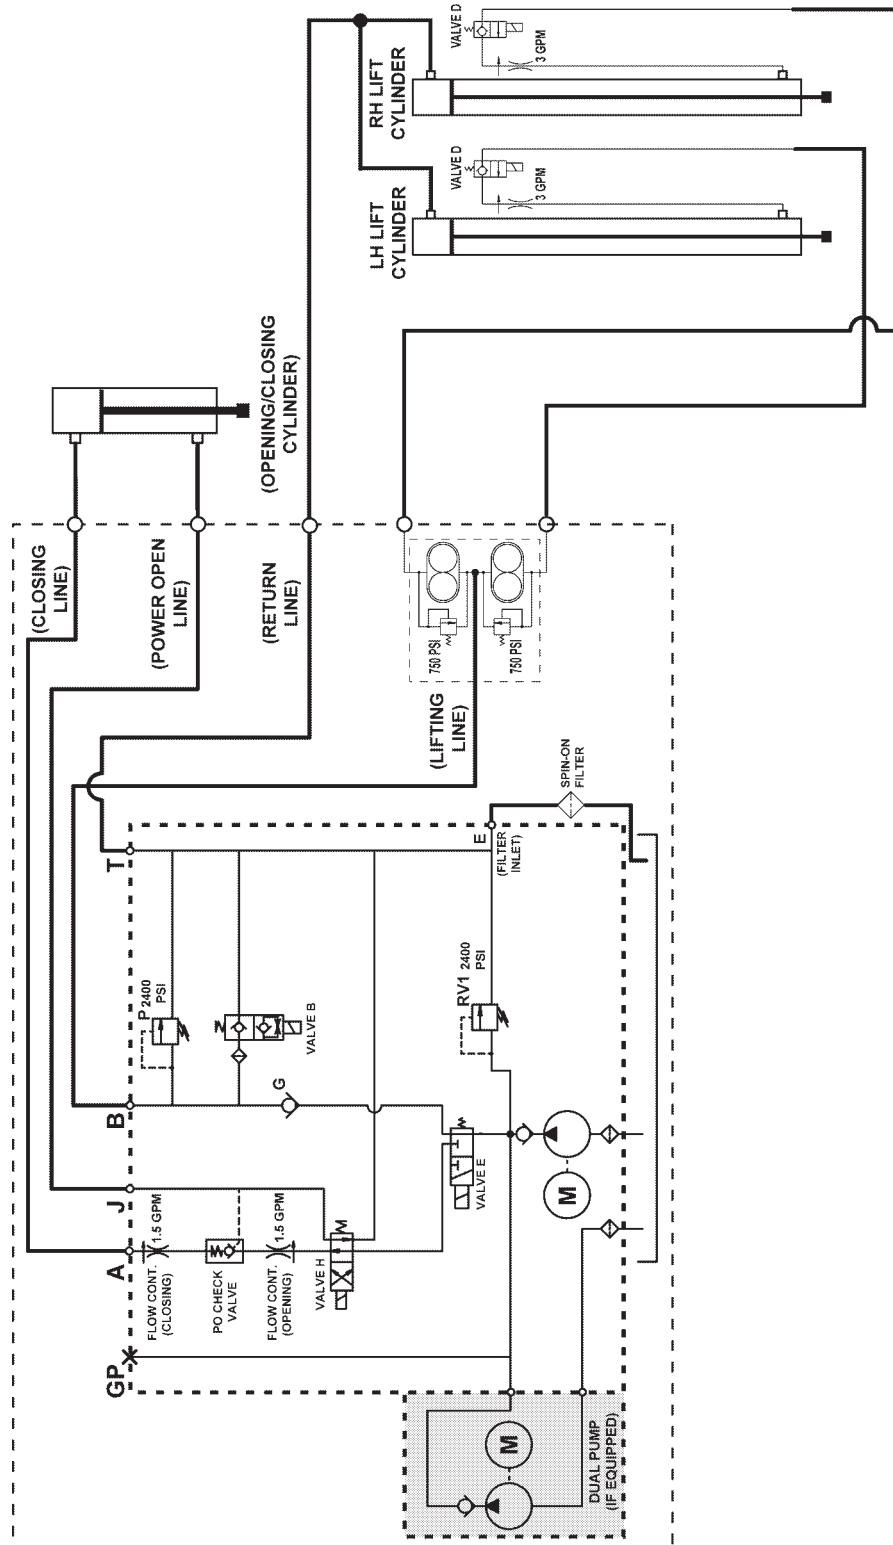 VALVE D
3 GPM
RH LIFT
CYLINDER
VALVE D
3 GPM
LH LIFT
CYLINDER
(OPENING/CLOSING
CYLINDER)
(CLOSING
LINE)
(POWER OPEN
LINE)
(RETURN
LINE)
750 PSI
750 PSI
(LIFTING
LINE)
SPIN-ON
FILTER
T
E
(FILTER
INLET)
P 2400
PSI
VALVE B
RV1 2400
PSI
B
G
VALVE E
J
A
1.5 GPM
FLOW CONT.
(CLOSING)
PO CHECK
VALVE
1.5 GPM
FLOW CONT.
(OPENING)
VALVE H
M
GP
M
DUAL PUMP
(IF EQUIPPED)